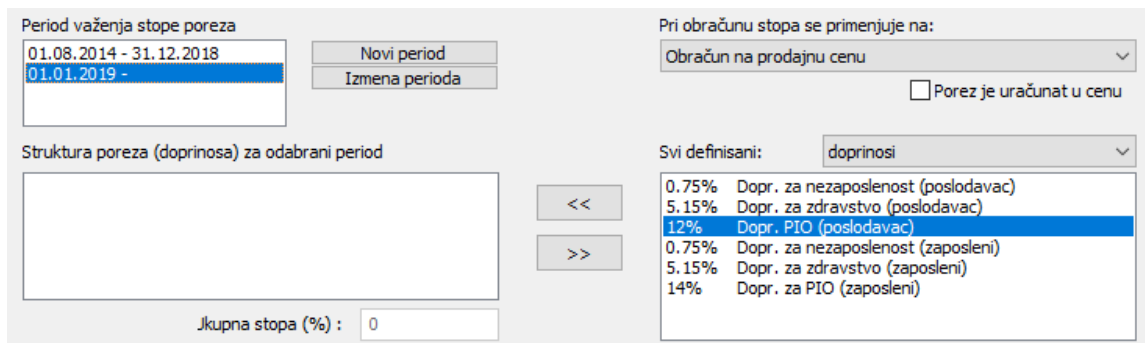 Period važenja stope poreza
01.08.2014 - 31.12.2018
01.01.2019 -
Novi period
Izmena perioda
Pri obračunu stopa se primenjuje na:
Obračun na prodajnu cenu
Porez je uračunat u cenu
Struktura poreza (doprinosa) za odabrani period
<<
>>
Jkupna stopa (%) : 0
Svi definisani: doprinosi
0.75% Dopr. za nezaposlenost (poslodavac)
5.15% Dopr. za zdravstvo (poslodavac)
12% Dopr. PIO (poslodavac)
0.75% Dopr. za nezaposlenost (zaposleni)
5.15% Dopr. za zdravstvo (zaposleni)
14% Dopr. za PIO (zaposleni)